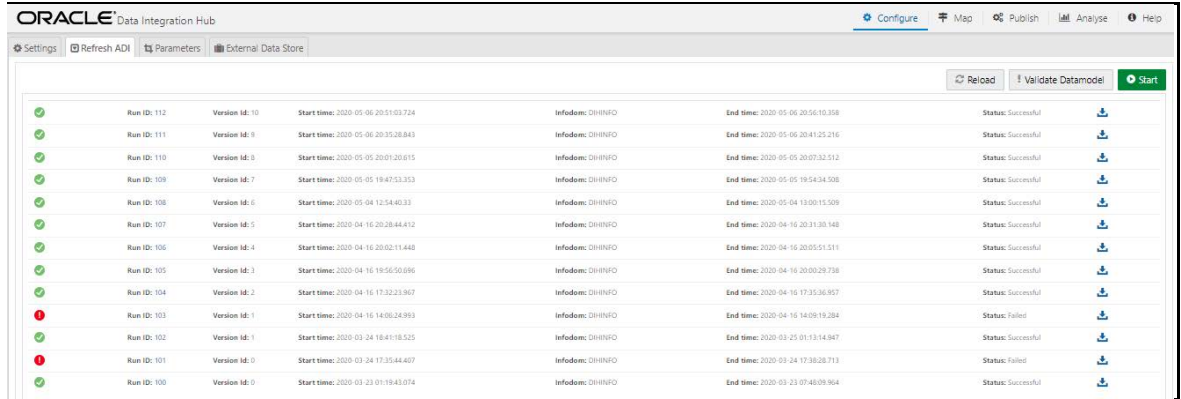 ORACLE® Data Integration Hub Configure Map Publish Analyse Help
Settings Refresh ADI Parameters External Data Store
Reload Validate Datamodel Start
Run ID: 112 Version Id: 10 Start time: 2020-05-06 20:51:03.724 Infodom: DIHINFO End time: 2020-05-06 20:56:10.358 Status: Successful
Run ID: 111 Version Id: 9 Start time: 2020-05-06 20:35:28.843 Infodom: DIHINFO End time: 2020-05-06 20:41:25.216 Status: Successful
Run ID: 110 Version Id: 8 Start time: 2020-05-05 20:01:20.615 Infodom: DIHINFO End time: 2020-05-05 20:07:32.512 Status: Successful
Run ID: 109 Version Id: 7 Start time: 2020-05-05 19:47:53.353 Infodom: DIHINFO End time: 2020-05-05 19:54:34.508 Status: Successful
Run ID: 108 Version Id: 6 Start time: 2020-05-04 12:54:40.33 Infodom: DIHINFO End time: 2020-05-04 13:00:15.509 Status: Successful
Run ID: 107 Version Id: 5 Start time: 2020-04-16 20:28:44.412 Infodom: DIHINFO End time: 2020-04-16 20:31:30.148 Status: Successful
Run ID: 106 Version Id: 4 Start time: 2020-04-16 20:02:11.448 Infodom: DIHINFO End time: 2020-04-16 20:05:51.511 Status: Successful
Run ID: 105 Version Id: 3 Start time: 2020-04-16 19:56:50.096 Infodom: DIHINFO End time: 2020-04-16 20:00:29.738 Status: Successful
Run ID: 104 Version Id: 2 Start time: 2020-04-16 17:32:23.967 Infodom: DIHINFO End time: 2020-04-16 17:35:36.957 Status: Successful
Run ID: 103 Version Id: 1 Start time: 2020-04-16 14:06:24.993 Infodom: DIHINFO End time: 2020-04-16 14:09:19.284 Status: Failed
Run ID: 102 Version Id: 1 Start time: 2020-03-24 18:41:18.525 Infodom: DIHINFO End time: 2020-03-25 01:13:14.947 Status: Successful
Run ID: 101 Version Id: 0 Start time: 2020-03-24 17:35:44.407 Infodom: DIHINFO End time: 2020-03-24 17:38:28.713 Status: Failed
Run ID: 100 Version Id: 0 Start time: 2020-03-23 01:19:43.074 Infodom: DIHINFO End time: 2020-03-23 07:48:09.964 Status: Successful